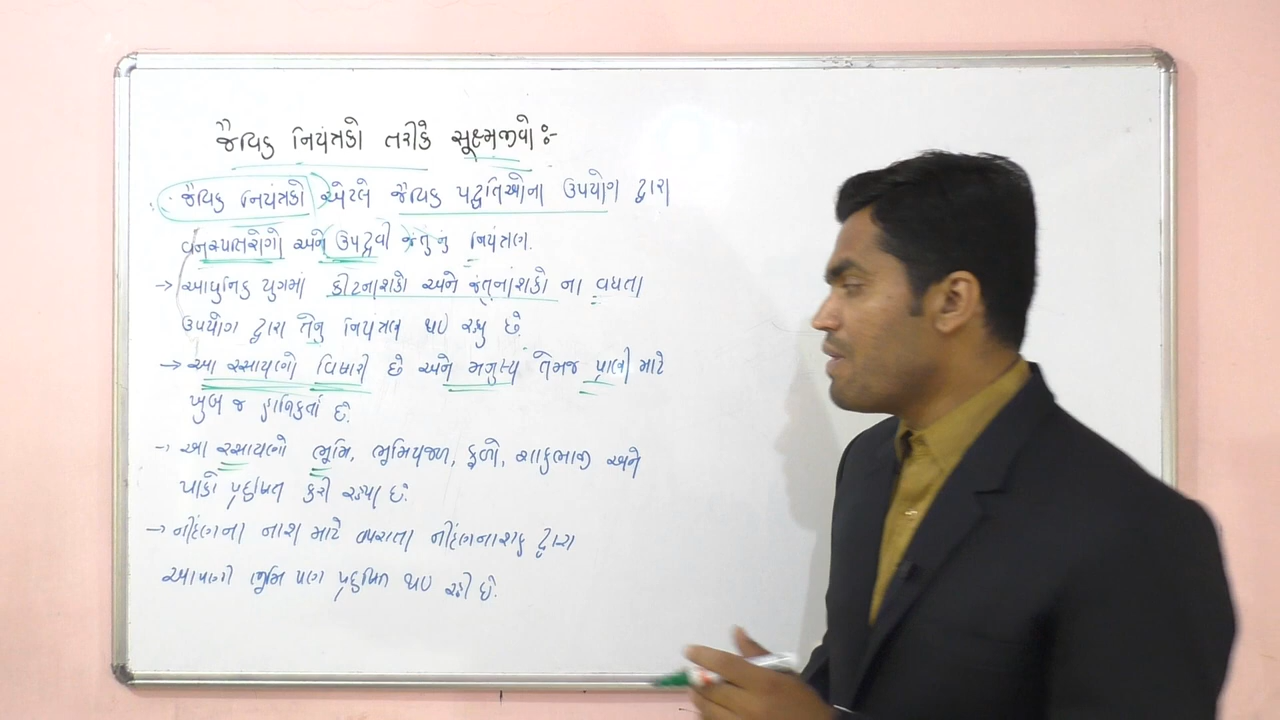 જૈવિક નિયંત્રકો તરીકે સૂક્ષ્મજીવો :-
જૈવિક નિયંત્રકો એટલે જૈવિક પદ્ધતિઓના ઉપયોગ દ્વારા
વનસ્પતિરોગો અને ઉપદ્રવી જંતુનું નિયંત્રણ.
→ આધુનિક યુગમાં કીટનાશકો અને જંતુનાશકો ના વધતા
ઉપયોગ દ્વારા તેનુ નિયંત્રણ થઇ રહ્યુ છે.
→ આ રસાયણો વિષારી છે અને મનુષ્ય તેમજ પ્રાણી માટે
ખુબ જ હાનિકર્તા છે.
→ આ રસાયણો ભૂમિ, ભૂમિયજળ, ફળો, શાકભાજી અને
પાકો પ્રદુષિત કરી રહ્યા છે.
→ નીંદણના નાશ માટે વપરાતા નીંદણનાશક દ્વારા
આપણી ભૂમિ પણ પ્રદુષિત થઇ રહી છે.